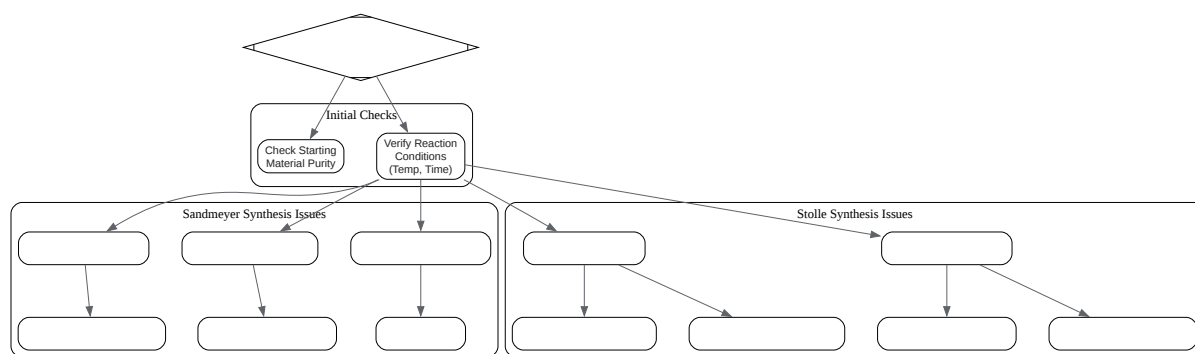 Initial Checks
Check Starting
Material Purity
Verify Reaction
Conditions
(Temp, Time)
Sandmeyer Synthesis Issues
Stolle Synthesis Issues